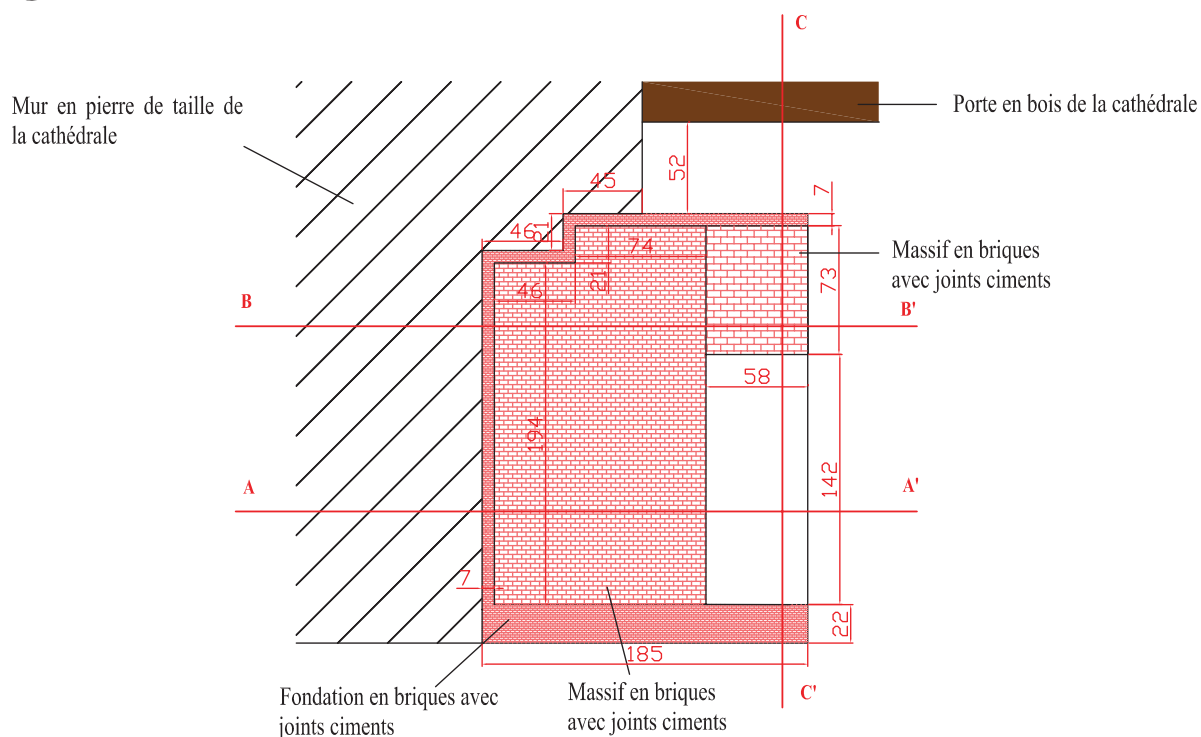 C
Mur en pierre de taille de
la cathédrale
Porte en bois de la cathédrale
52
45
7
46
21
74
Massif en briques
avec joints ciments
73
21
46
B
B'
58
194
142
A
A'
7
22
185
Fondation en briques avec
joints ciments
Massif en briques
avec joints ciments
C'